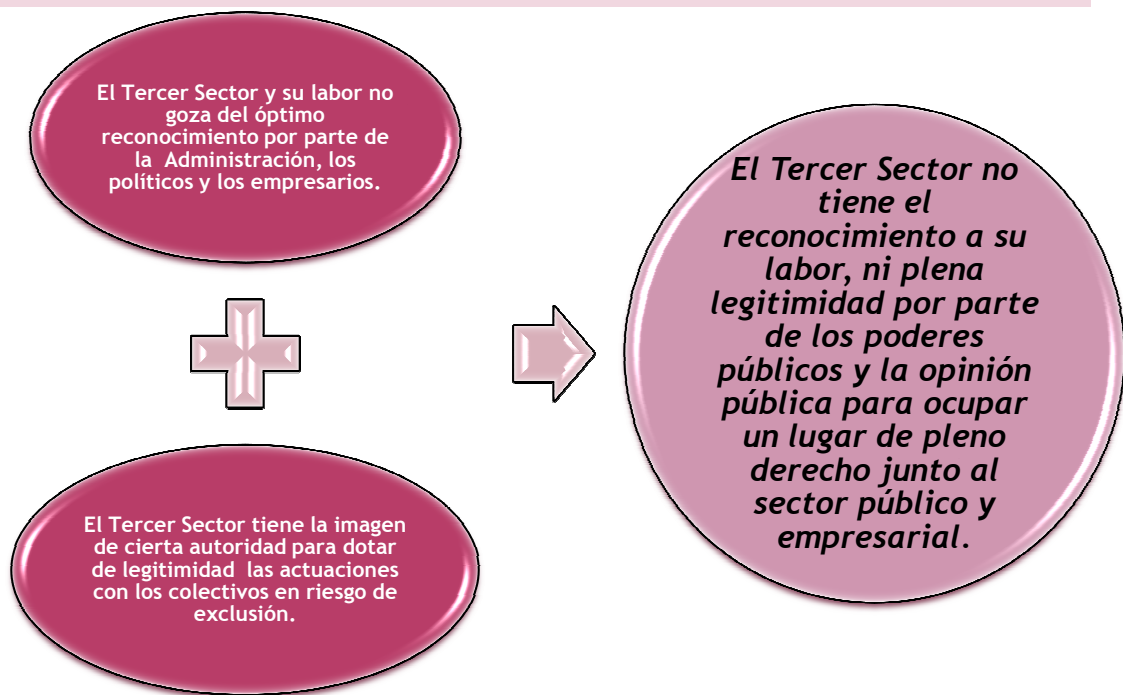 El Tercer Sector y su labor no
goza del óptimo
reconocimiento por parte de
la Administración, los
políticos y los empresarios.
El Tercer Sector tiene la imagen
de cierta autoridad para dotar
de legitimidad las actuaciones
con los colectivos en riesgo de
exclusión.
El Tercer Sector no
tiene el
reconocimiento a su
labor, ni plena
legitimidad por parte
de los poderes
públicos y la opinión
pública para ocupar
un lugar de pleno
derecho junto al
sector público y
empresarial.